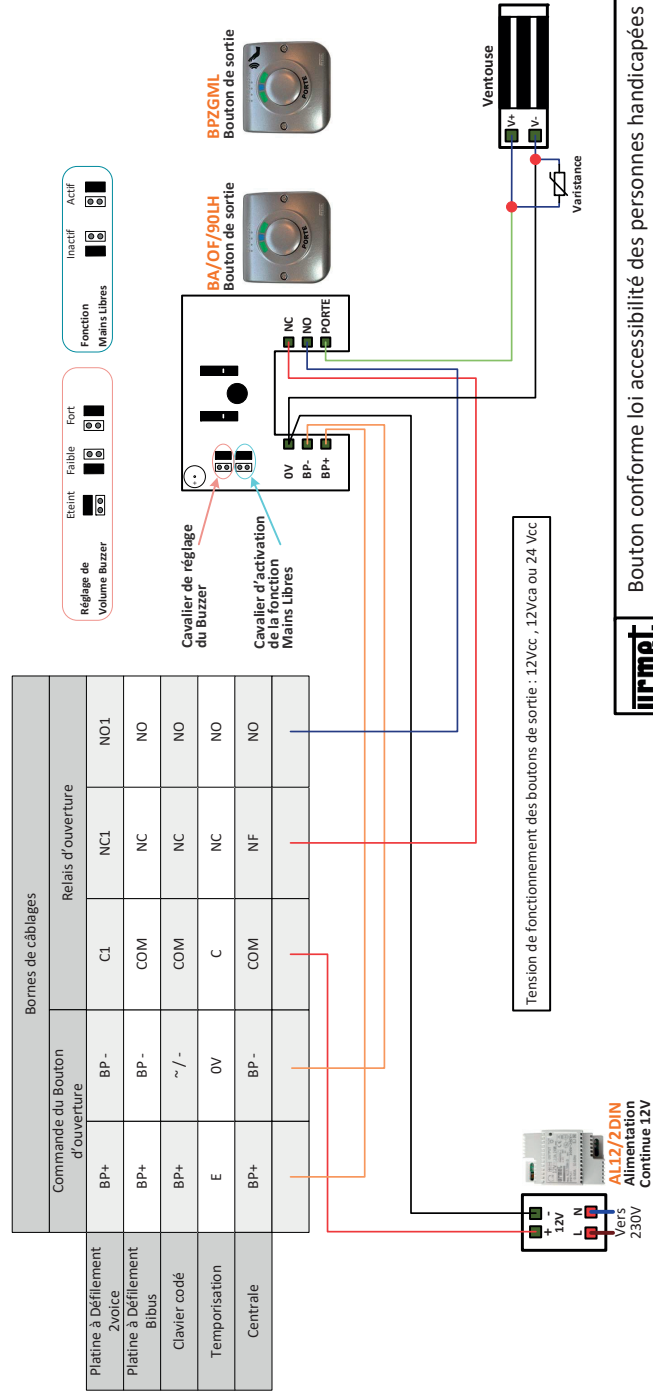 Bornes de câblages
Commande du Bouton
d'ouverture
Relais d'ouverture
Platine à Défilement
2voice
BP+
BP -
C1
NC1
NO1
Platine à Défilement
Bibus
BP+
BP -
COM
NC
NO
Clavier codé
BP+
~ / -
COM
NC
NO
Temporisation
E
0V
C
NC
NO
Centrale
BP+
BP -
COM
NF
NO
Réglage de
Volume Buzzer
Eteint
Faible
Fort
Fonction
Mains Libres
Inactif
Actif
Cavalier de réglage
du Buzzer
Cavalier d'activation
de la fonction
Mains Libres
0V
BP-
BP+
NC
NO
PORTE
BA/OF/90LH
Bouton de sortie
PORTE
BPZGML
Bouton de sortie
PORTE
Ventouse
V+
V-
Varistance
+ -
12V
L N
Vers
230V
AL12/2DIN
Alimentation
Continue 12V
Tension de fonctionnement des boutons de sortie : 12Vcc , 12Vca ou 24 Vcc
urmet
Bouton conforme loi accessibilité des personnes handicapées